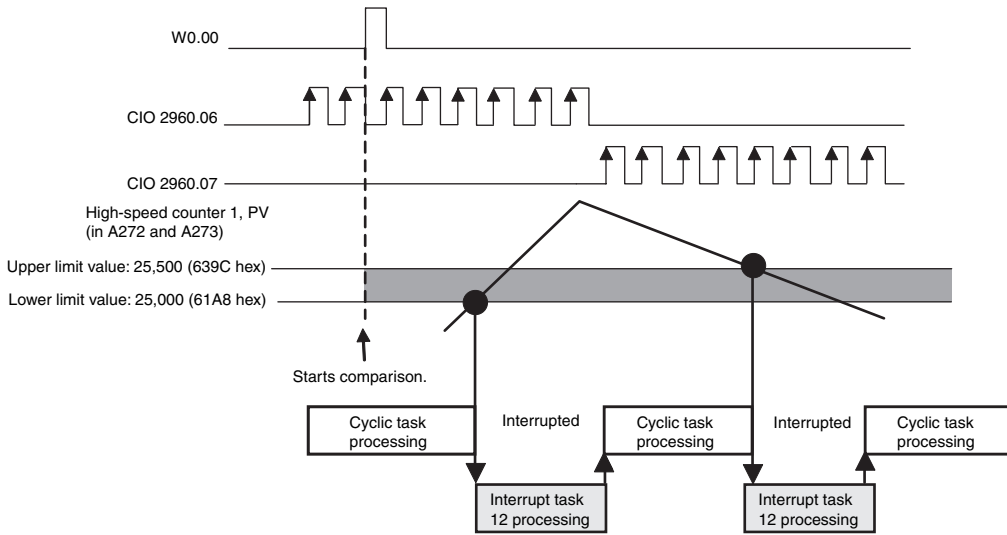 W0.00
CIO 2960.06
CIO 2960.07
High-speed counter 1, PV
(in A272 and A273)
Upper limit value: 25,500 (639C hex)
Lower limit value: 25,000 (61A8 hex)
Starts comparison.
Cyclic task
processing
Interrupted
Cyclic task
processing
Interrupted
Cyclic task
processing
Interrupt task
12 processing
Interrupt task
12 processing